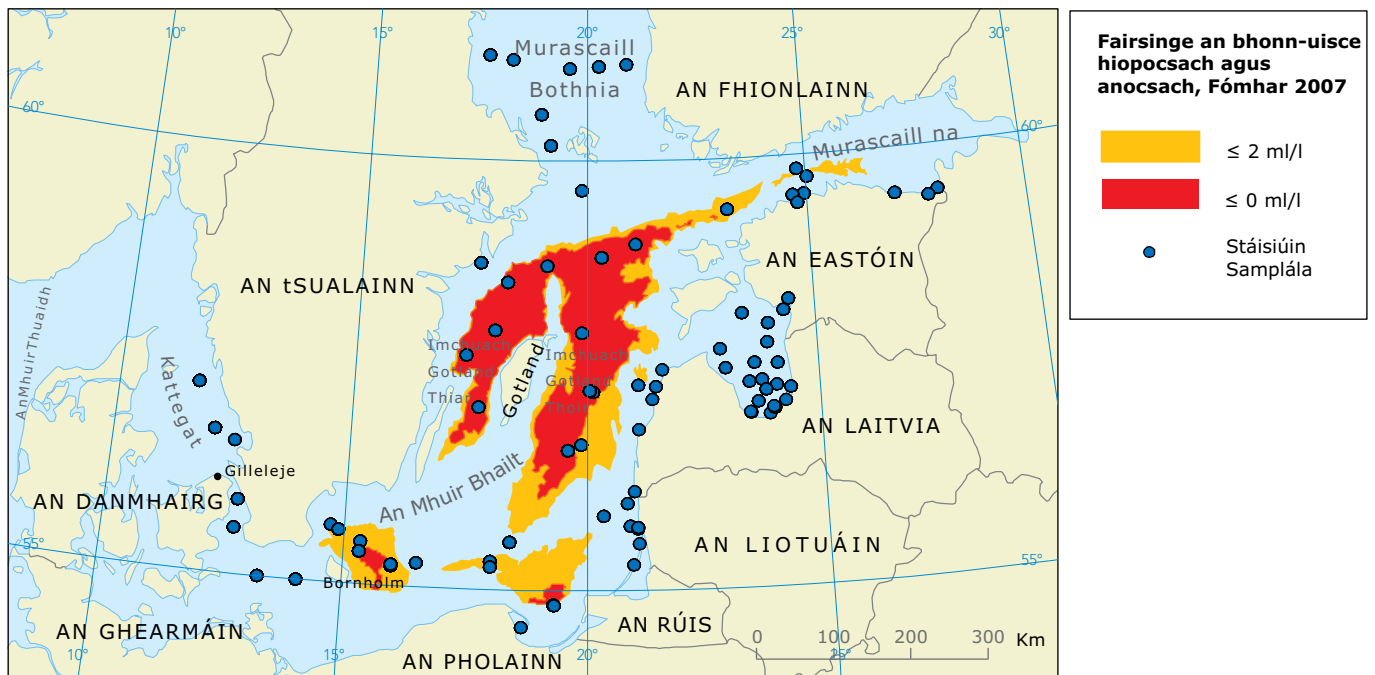 10°
15°
20°
25°
30°
Murascaill
Bothnia
AN FHIONLAINN
60°
60°
Murascaill na
AN tSUALAINN
AN EASTÓIN
AnMhuirThuaidh
Kattegat
Imchuach
Gotland
Thiar
Gotland
Imchuach
Gotland
Thoir
AN LAITVIA
Gilleleje
An Mhuir Bhailt
AN DANMHAIRG
55°
AN LIOTUÁIN
55°
Bornholm
AN GHEARMÁIN
AN RÚIS
AN PHOLAINN
0 100 200 300 Km
10°
15°
20°
25°
Fairsinge an bhonn-uisce
hiopocsach agus
anocsach, Fómhar 2007
≤ 2 ml/l
≤ 0 ml/l
Stáisiúin
Samplála